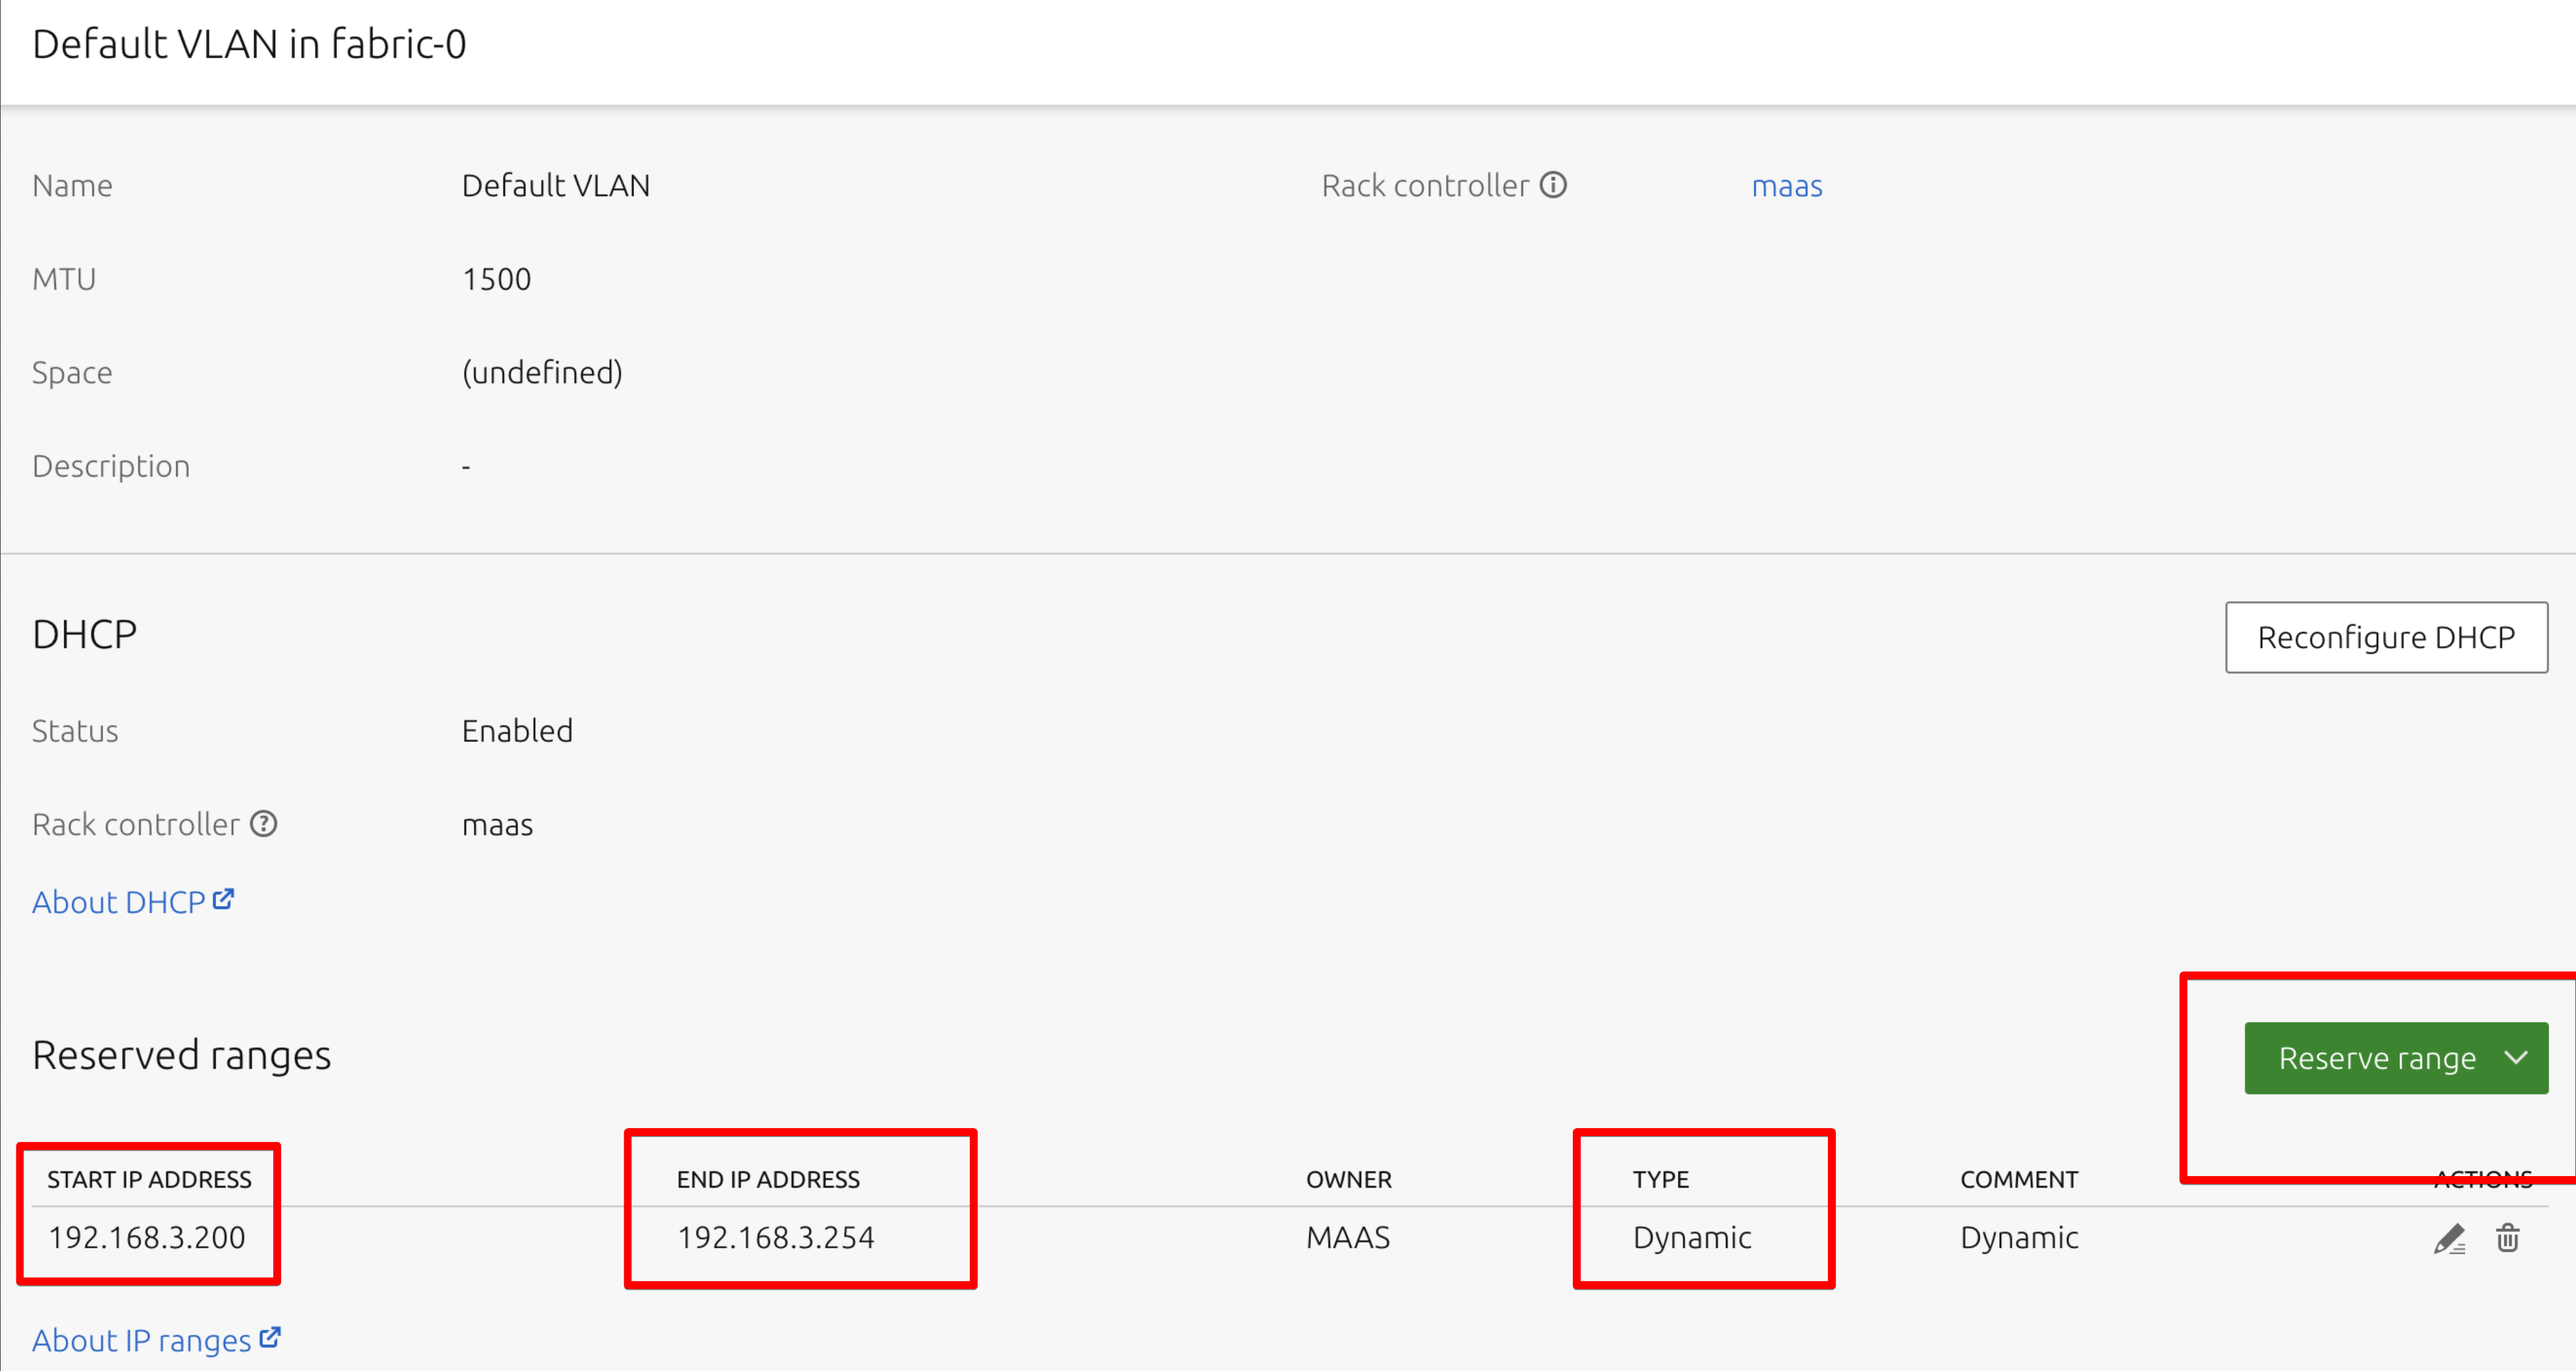 Default VLAN in fabric-0
Name Default VLAN Rack controller maas
MTU 1500
Space (undefined)
Description -
DHCP Reconfigure DHCP
Status Enabled
Rack controller maas
About DHCP
Reserved ranges Reserve range
START IP ADDRESS END IP ADDRESS OWNER TYPE COMMENT ACTIONS
192.168.3.200 192.168.3.254 MAAS Dynamic Dynamic
About IP ranges